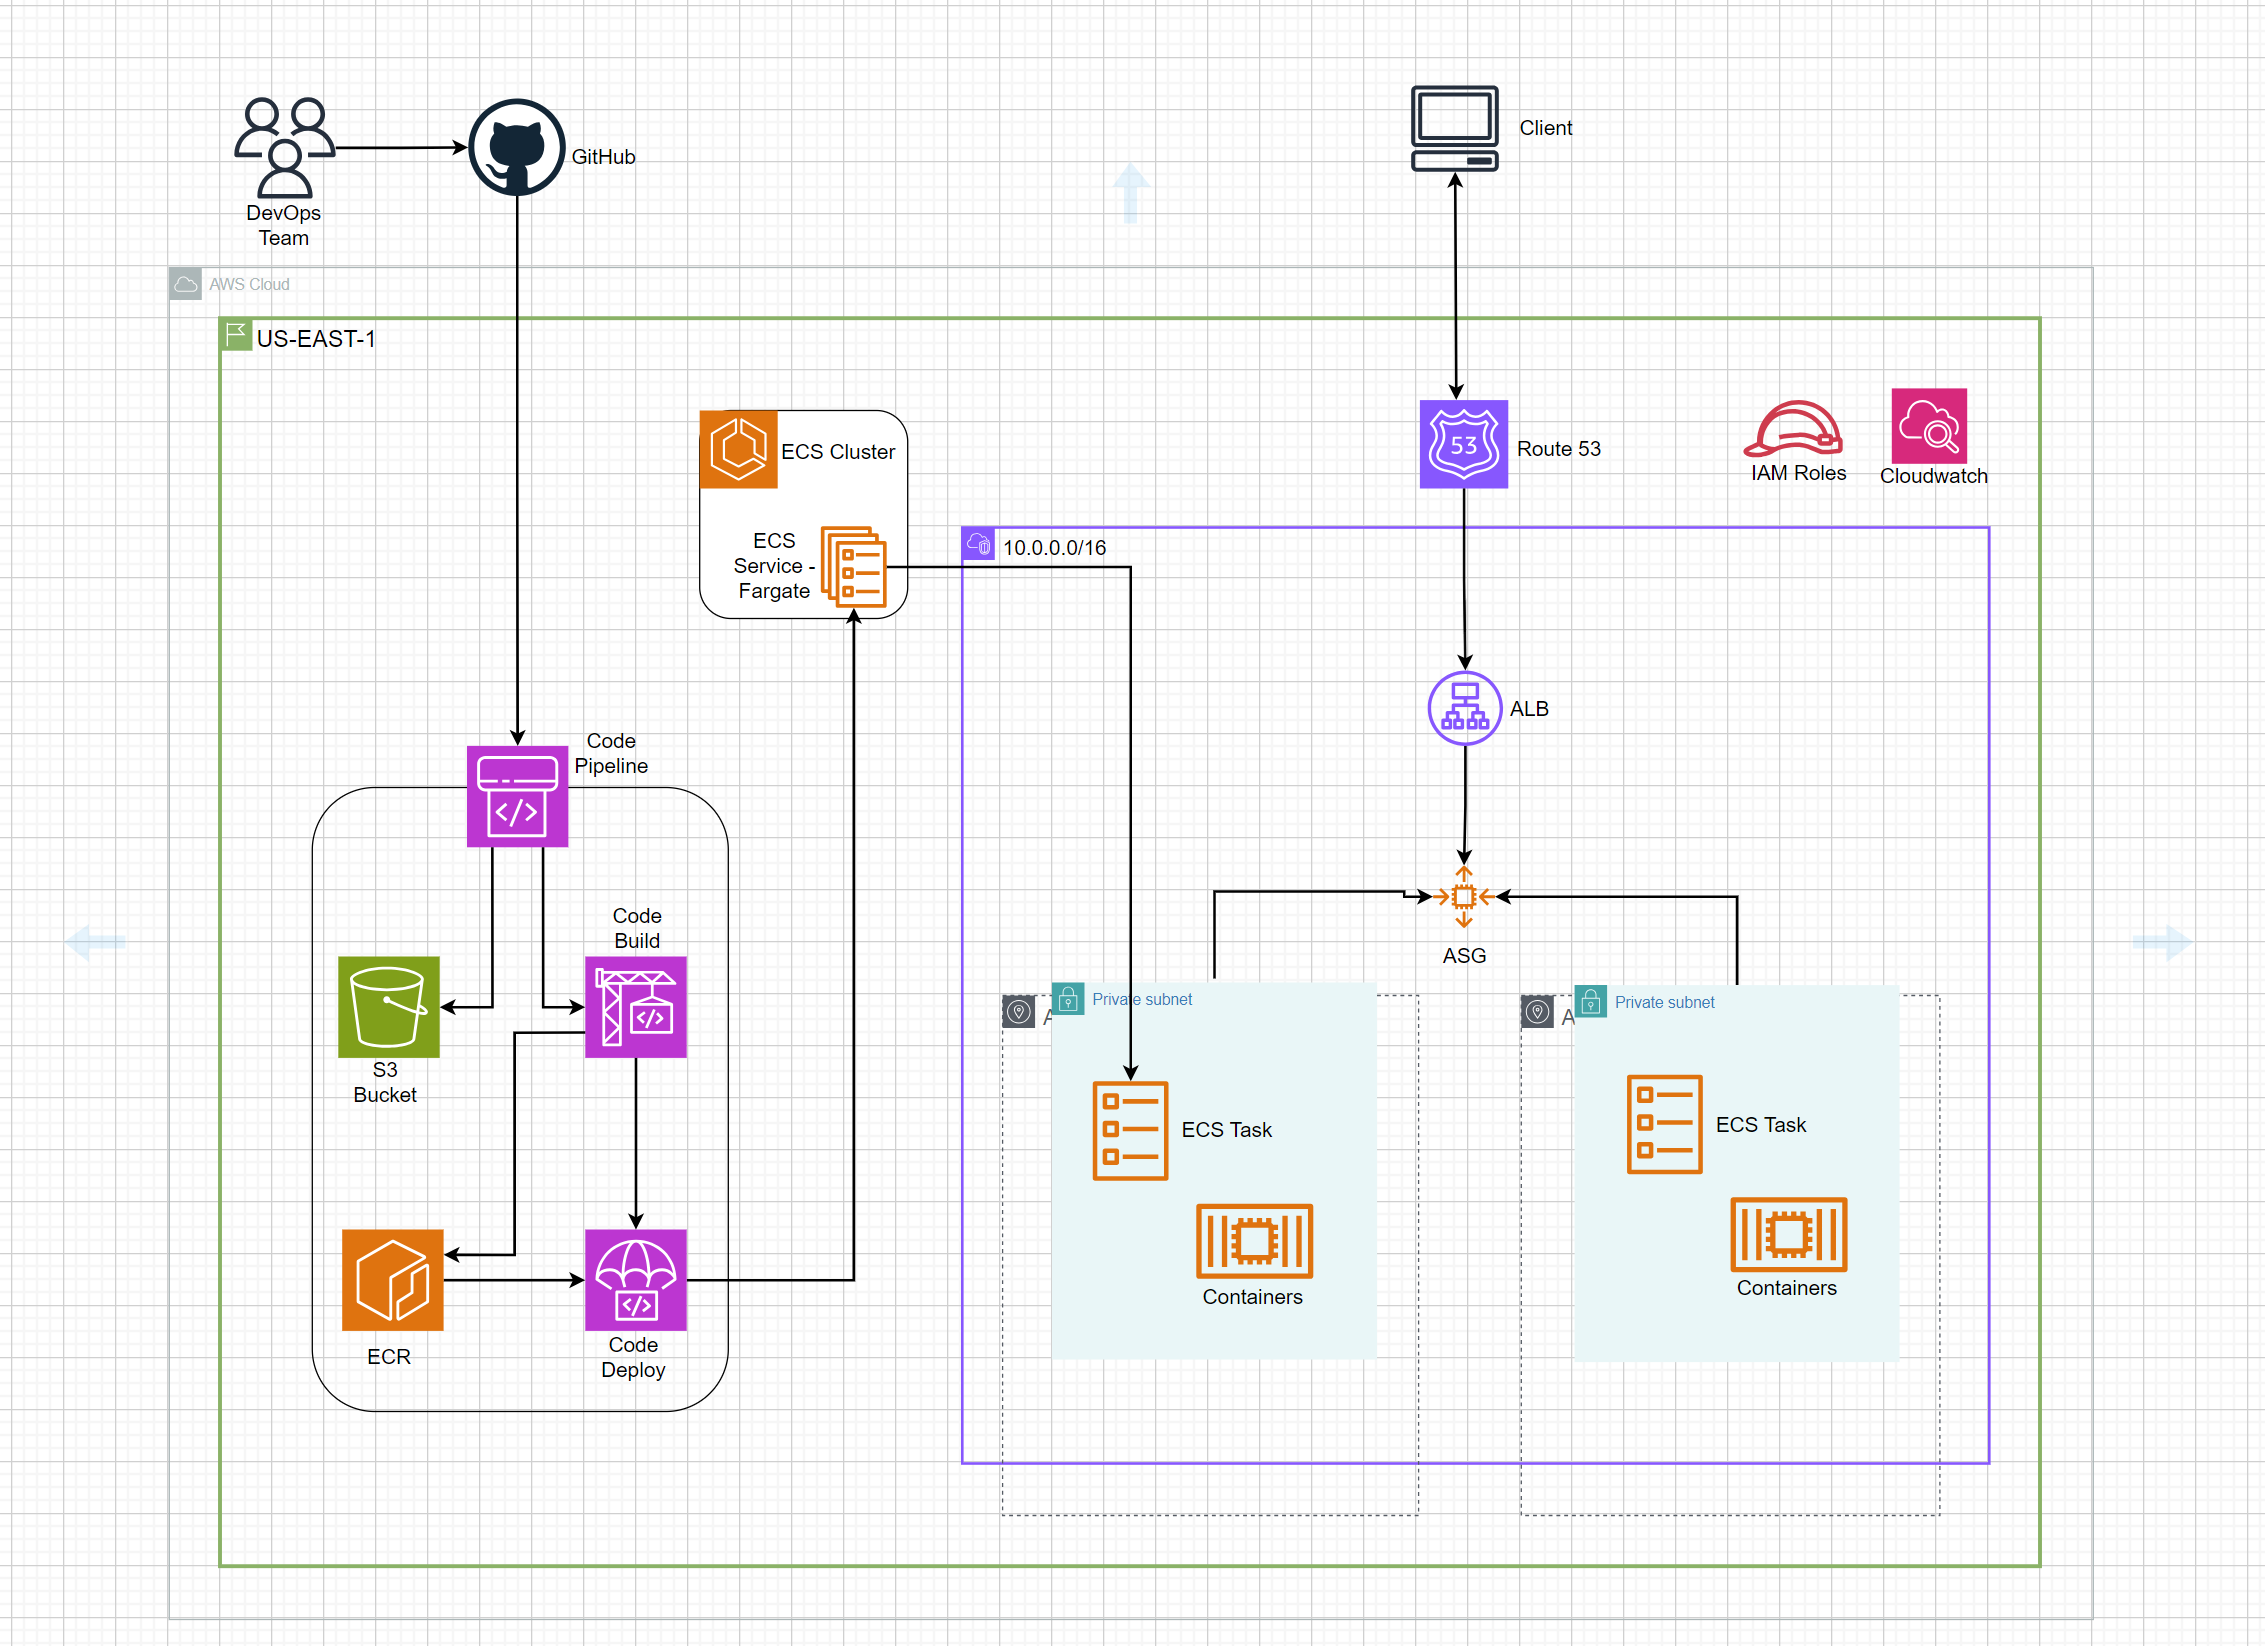 Client
GitHub
DevOps
Team
AWS Cloud
US-EAST-1
ECS Cluster
Route 53
IAM Roles
Cloudwatch
ECS
Service -
Fargate
10.0.0.0/16
ALB
Code
Pipeline
Code
Build
ASG
Private subnet
Private subnet
S3
Bucket
ECS Task
ECS Task
Containers
Containers
ECR
Code
Deploy
53